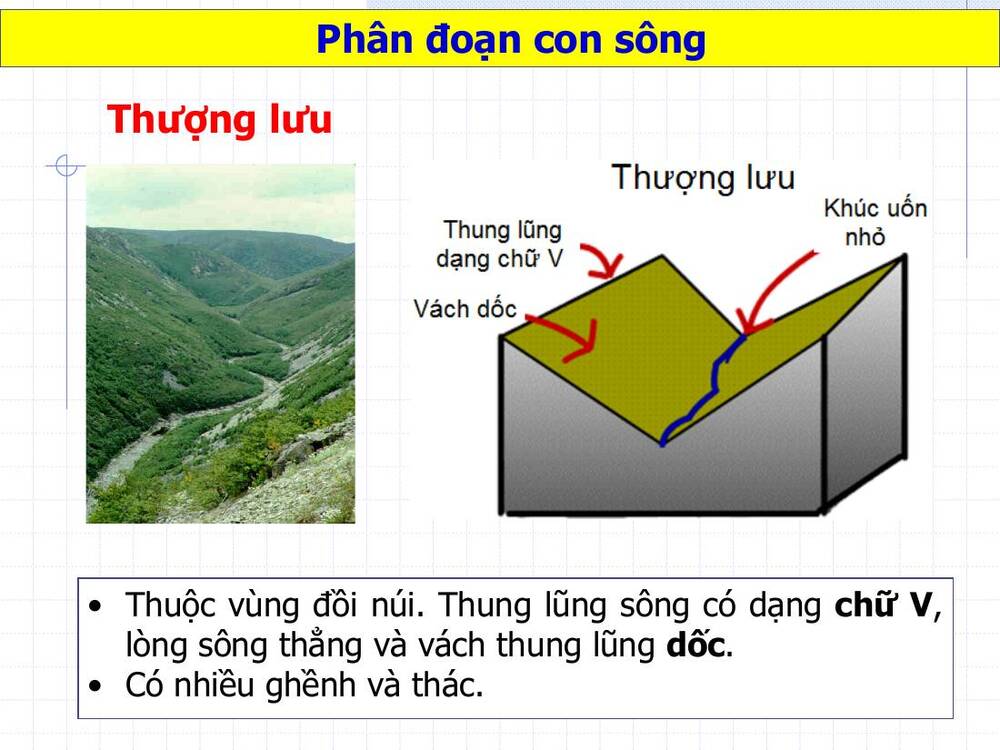 Phân đoạn con sông
Thượng lưu
Thượng lưu
Khúc uốn
nhỏ
Thung lũng
dạng chữ V
Vách dốc
• Thuộc vùng đồi núi. Thung lũng sông có dạng chữ V,
lòng sông thẳng và vách thung lũng dốc.
• Có nhiều ghềnh và thác.